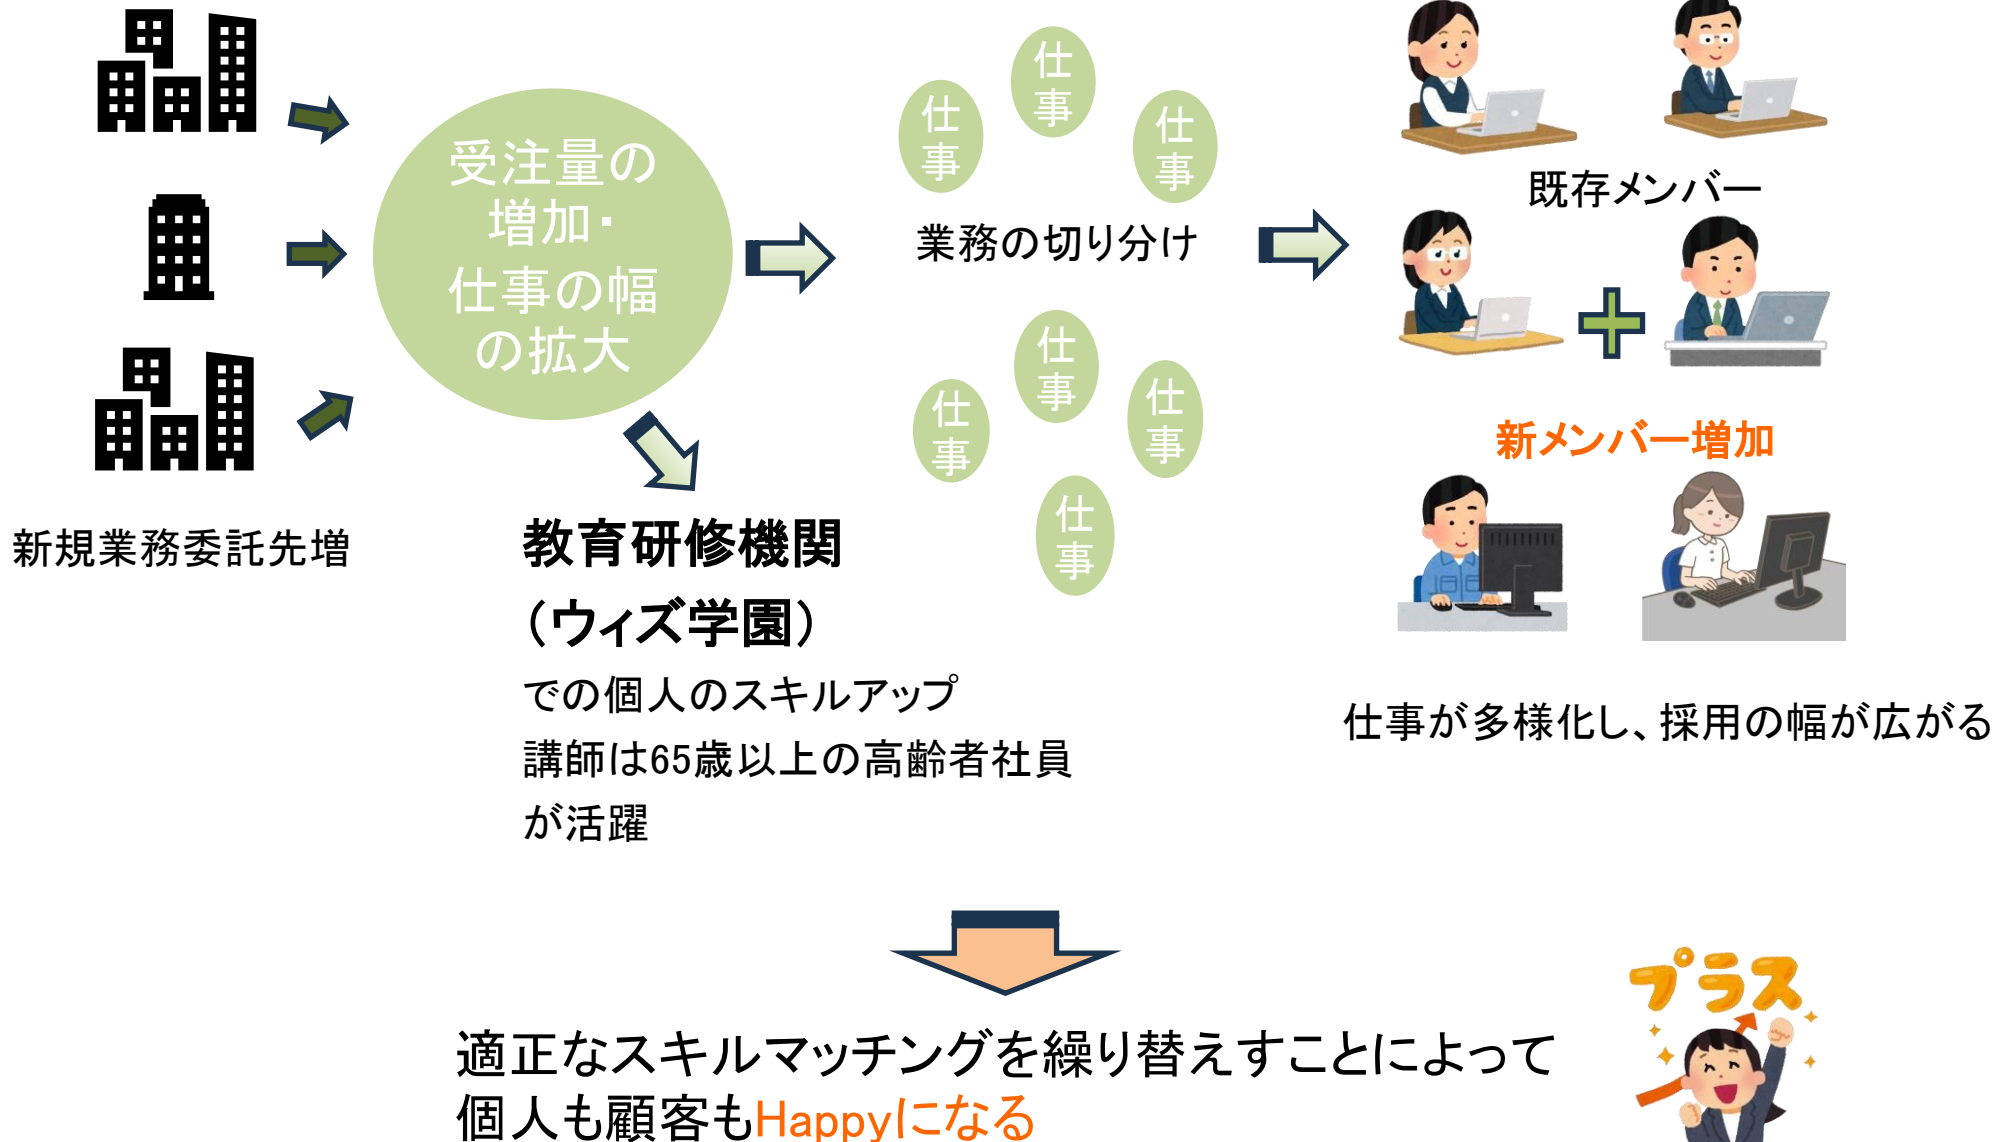 受注量の
増加・
仕事の幅
の拡大
新規業務委託先増
仕事
仕事
仕事
業務の切り分け
仕事
仕事
仕事
仕事
既存メンバー
新メンバー増加
仕事が多様化し、採用の幅が広がる
教育研修機関
（ウィズ学園）
での個人のスキルアップ
講師は65歳以上の高齢者社員
が活躍
プラス
適正なスキルマッチングを繰り替えすことによって
個人も顧客もHappyになる